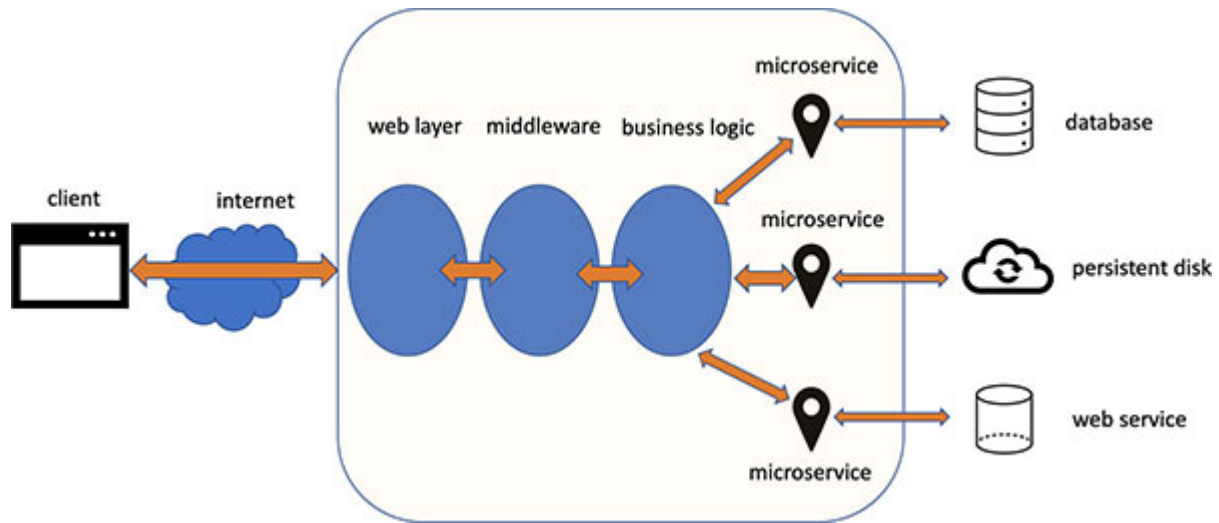 microservice
web layer
middleware
business logic
database
client
internet
microservice
persistent disk
web service
microservice